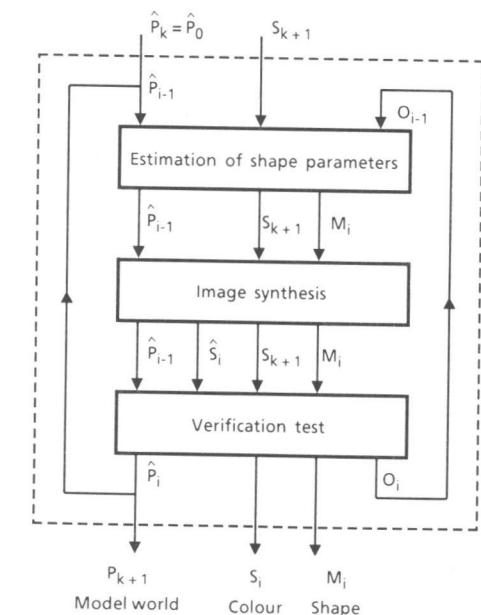 P̂k = P̂0 Sk+1
P̂i-1 Oi-1
Estimation of shape parameters
P̂i-1 Sk+1 Mi
Image synthesis
P̂i-1 Ŝi Sk+1 Mi
Verification test
P̂i Oi
Pk+1 Si Mi
Model world Colour Shape